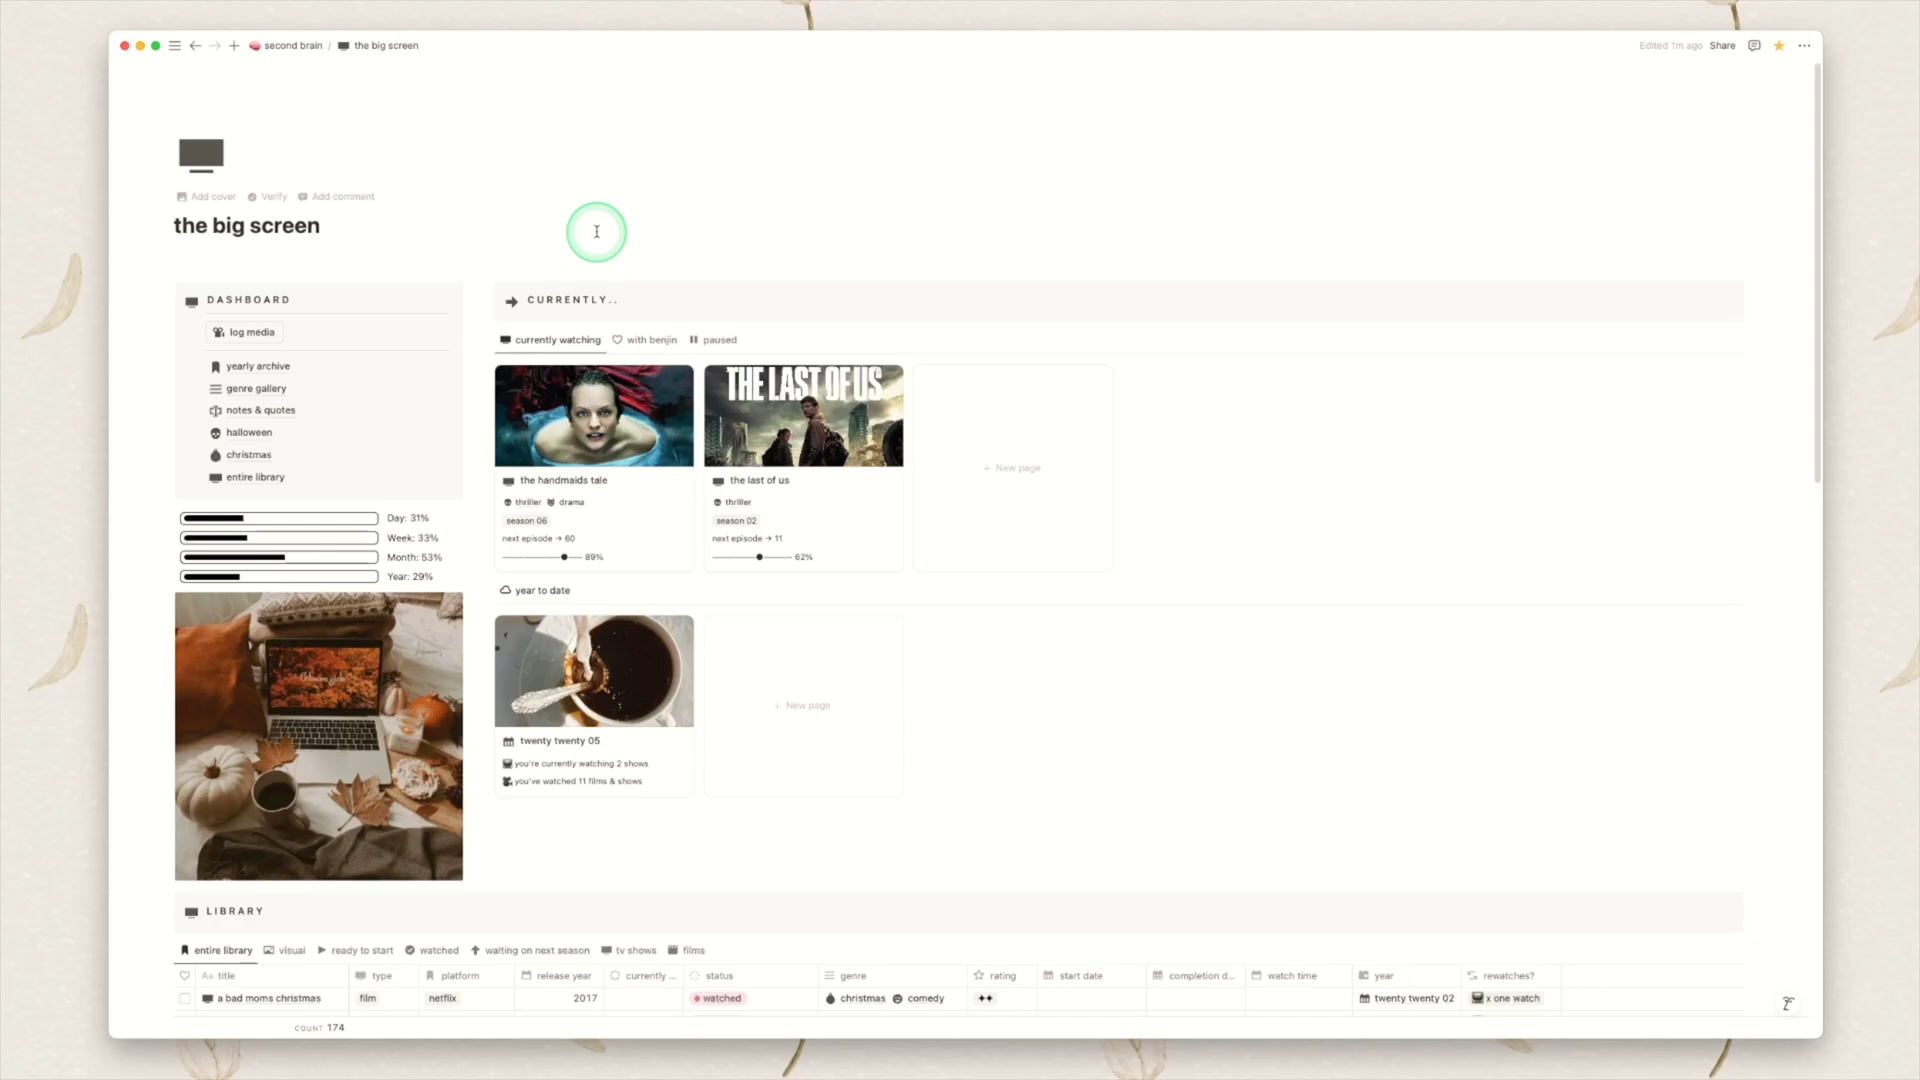 second brain / the big screen
Edited 1m ago Share
Add cover Verify Add comment
the big screen
DASHBOARD
log media
yearly archive
genre gallery
notes & quotes
halloween
christmas
entire library
Day: 31%
Week: 33%
Month: 53%
Year: 29%
CURRENTLY..
currently watching with benjin paused
THE LAST OF US
the handmaids tale
thriller drama
season 06
next episode → 60
89%
the last of us
thriller
season 02
next episode → 11
62%
+ New page
year to date
twenty twenty 05
you're currently watching 2 shows
you've watched 11 films & shows
+ New page
LIBRARY
entire library visual ready to start watched waiting on next season tv shows films
Aa title type platform release year currently ... status genre rating start date completion d... watch time year rewatches?
a bad moms christmas film netflix 2017 watched christmas comedy twenty twenty 02 x one watch
COUNT 174